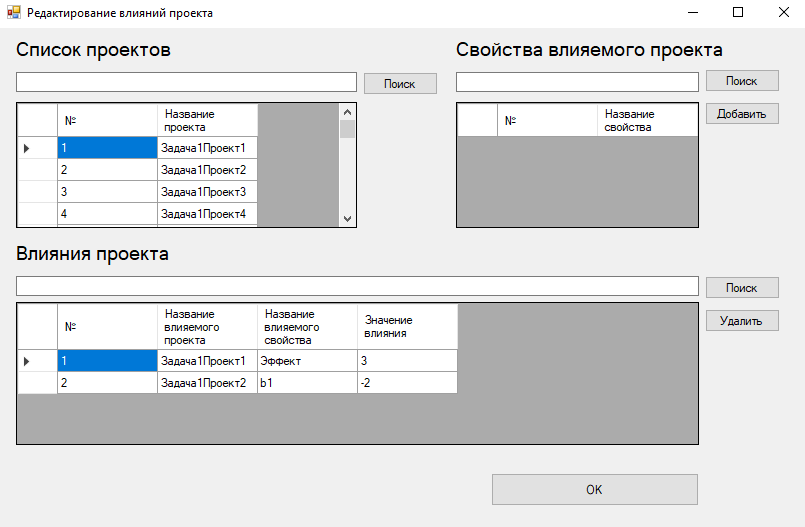 Редактирование влияний проекта
Список проектов
Поиск
№
Название
проекта
1
Задача1Проект1
2
Задача1Проект2
3
Задача1Проект3
4
Задача1Проект4
Свойства влияемого проекта
Поиск
Добавить
№
Название
свойства
Влияния проекта
Поиск
Удалить
№
Название
влияемого
проекта
Название
влияемого
свойства
Значение
влияния
1
Задача1Проект1
Эффект
3
2
Задача1Проект2
b1
-2
OK